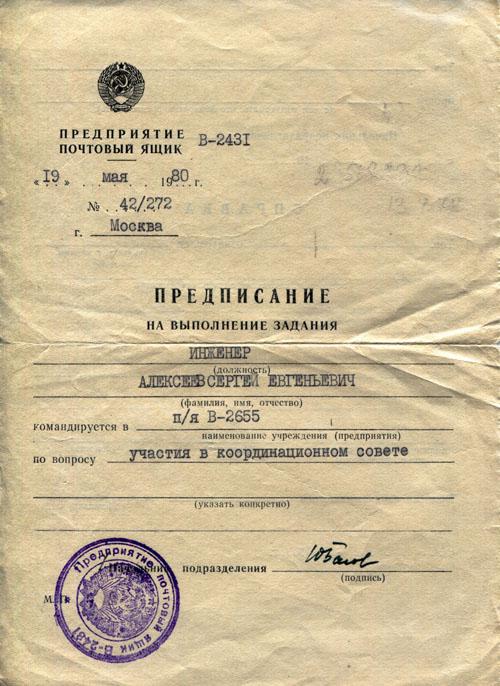 ПРЕДПРИЯТИЕ
ПОЧТОВЫЙ ЯЩИК В-2431
«19» мая 1980 г.
№ 42/272
г. Москва
ПРЕДПИСАНИЕ
НА ВЫПОЛНЕНИЕ ЗАДАНИЯ
ИНЖЕНЕР
(должность)
АЛЕКСЕЕВ СЕРГЕЙ ЕВГЕНЬЕВИЧ
(фамилия, имя, отчество)
командируется в п/я В-2655
наименование учреждения (предприятия)
по вопросу участия в координационном совете
(указать конкретно)
Начальник подразделения
(подпись)
М. П.
Предприятие почтовый ящик В-2431